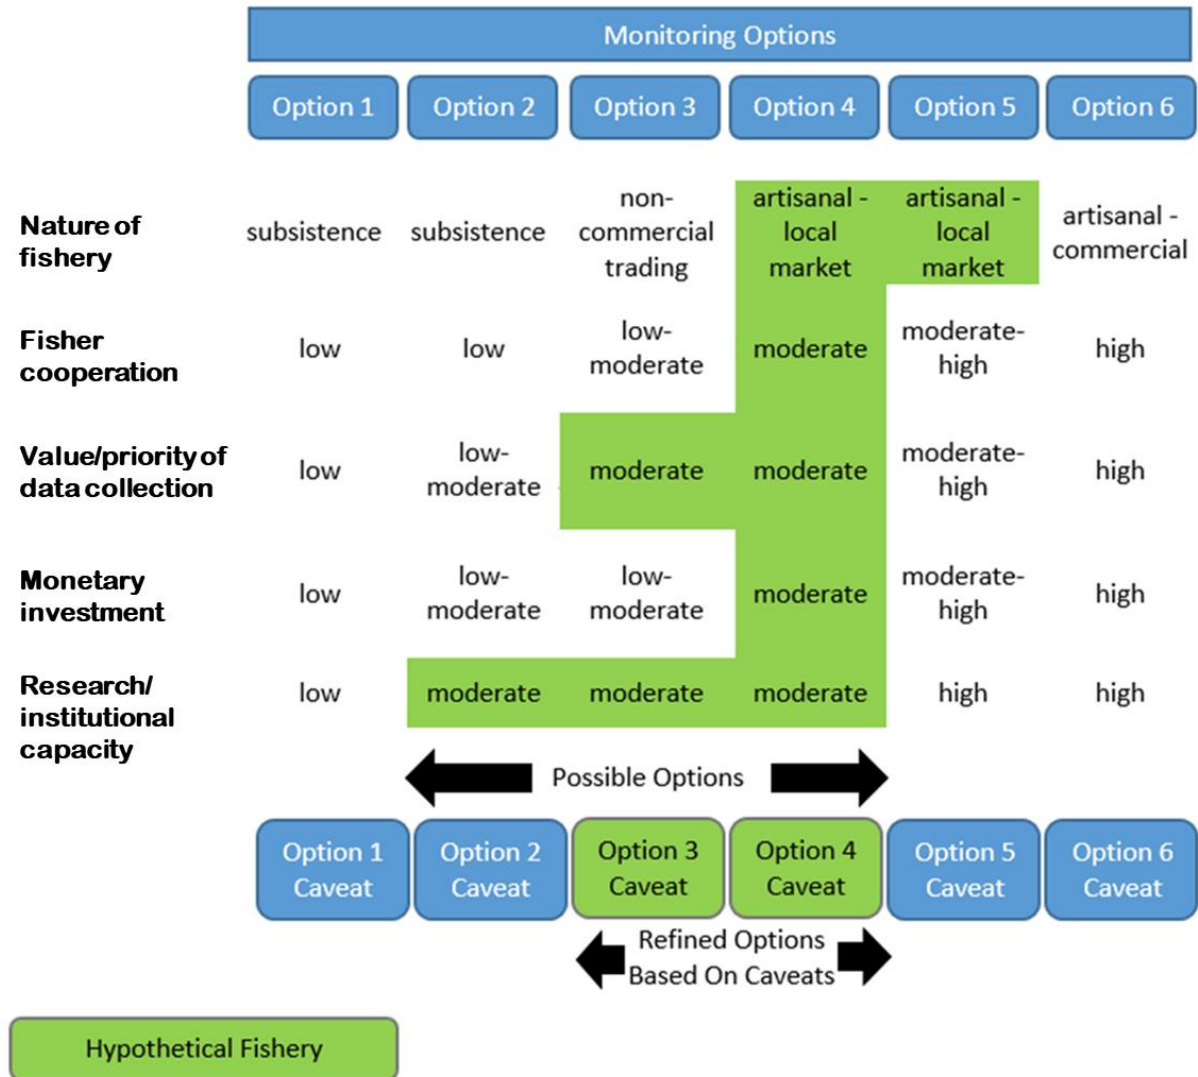 Monitoring Options
Option 1 Option 2 Option 3 Option 4 Option 5 Option 6
Nature of
fishery
subsistence
subsistence
non-
commercial
trading
artisanal -
local
market
artisanal -
local
market
artisanal -
commercial
Fisher
cooperation
low
low
low-
moderate
moderate
moderate-
high
high
Value/priority of
data collection
low
low-
moderate
moderate
moderate
moderate-
high
high
Monetary
investment
low
low-
moderate
low-
moderate
moderate
moderate-
high
high
Research/
institutional
capacity
low
moderate
moderate
moderate
high
high
Possible Options
Option 1
Caveat
Option 2
Caveat
Option 3
Caveat
Option 4
Caveat
Option 5
Caveat
Option 6
Caveat
Refined Options
Based On Caveats
Hypothetical Fishery